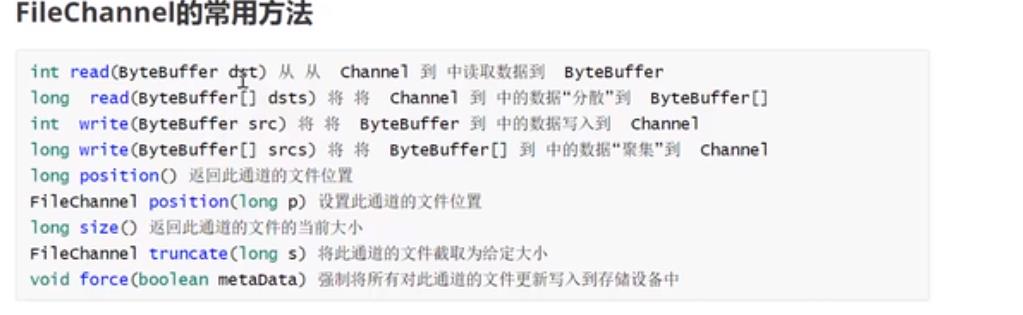 FileChannel的常用方法
int read(ByteBuffer dst) 从 从 Channel 到 中读取数据到 ByteBuffer
long read(ByteBuffer[] dsts) 将 将 Channel 到 中的数据“分散”到 ByteBuffer[]
int write(ByteBuffer src) 将 将 ByteBuffer 到 中的数据写入到 Channel
long write(ByteBuffer[] srcs) 将 将 ByteBuffer[] 到 中的数据“聚集”到 Channel
long position() 返回此通道的文件位置
FileChannel position(long p) 设置此通道的文件位置
long size() 返回此通道的文件的当前大小
FileChannel truncate(long s) 将此通道的文件截取为给定大小
void force(boolean metaData) 强制将所有对此通道的文件更新写入到存储设备中